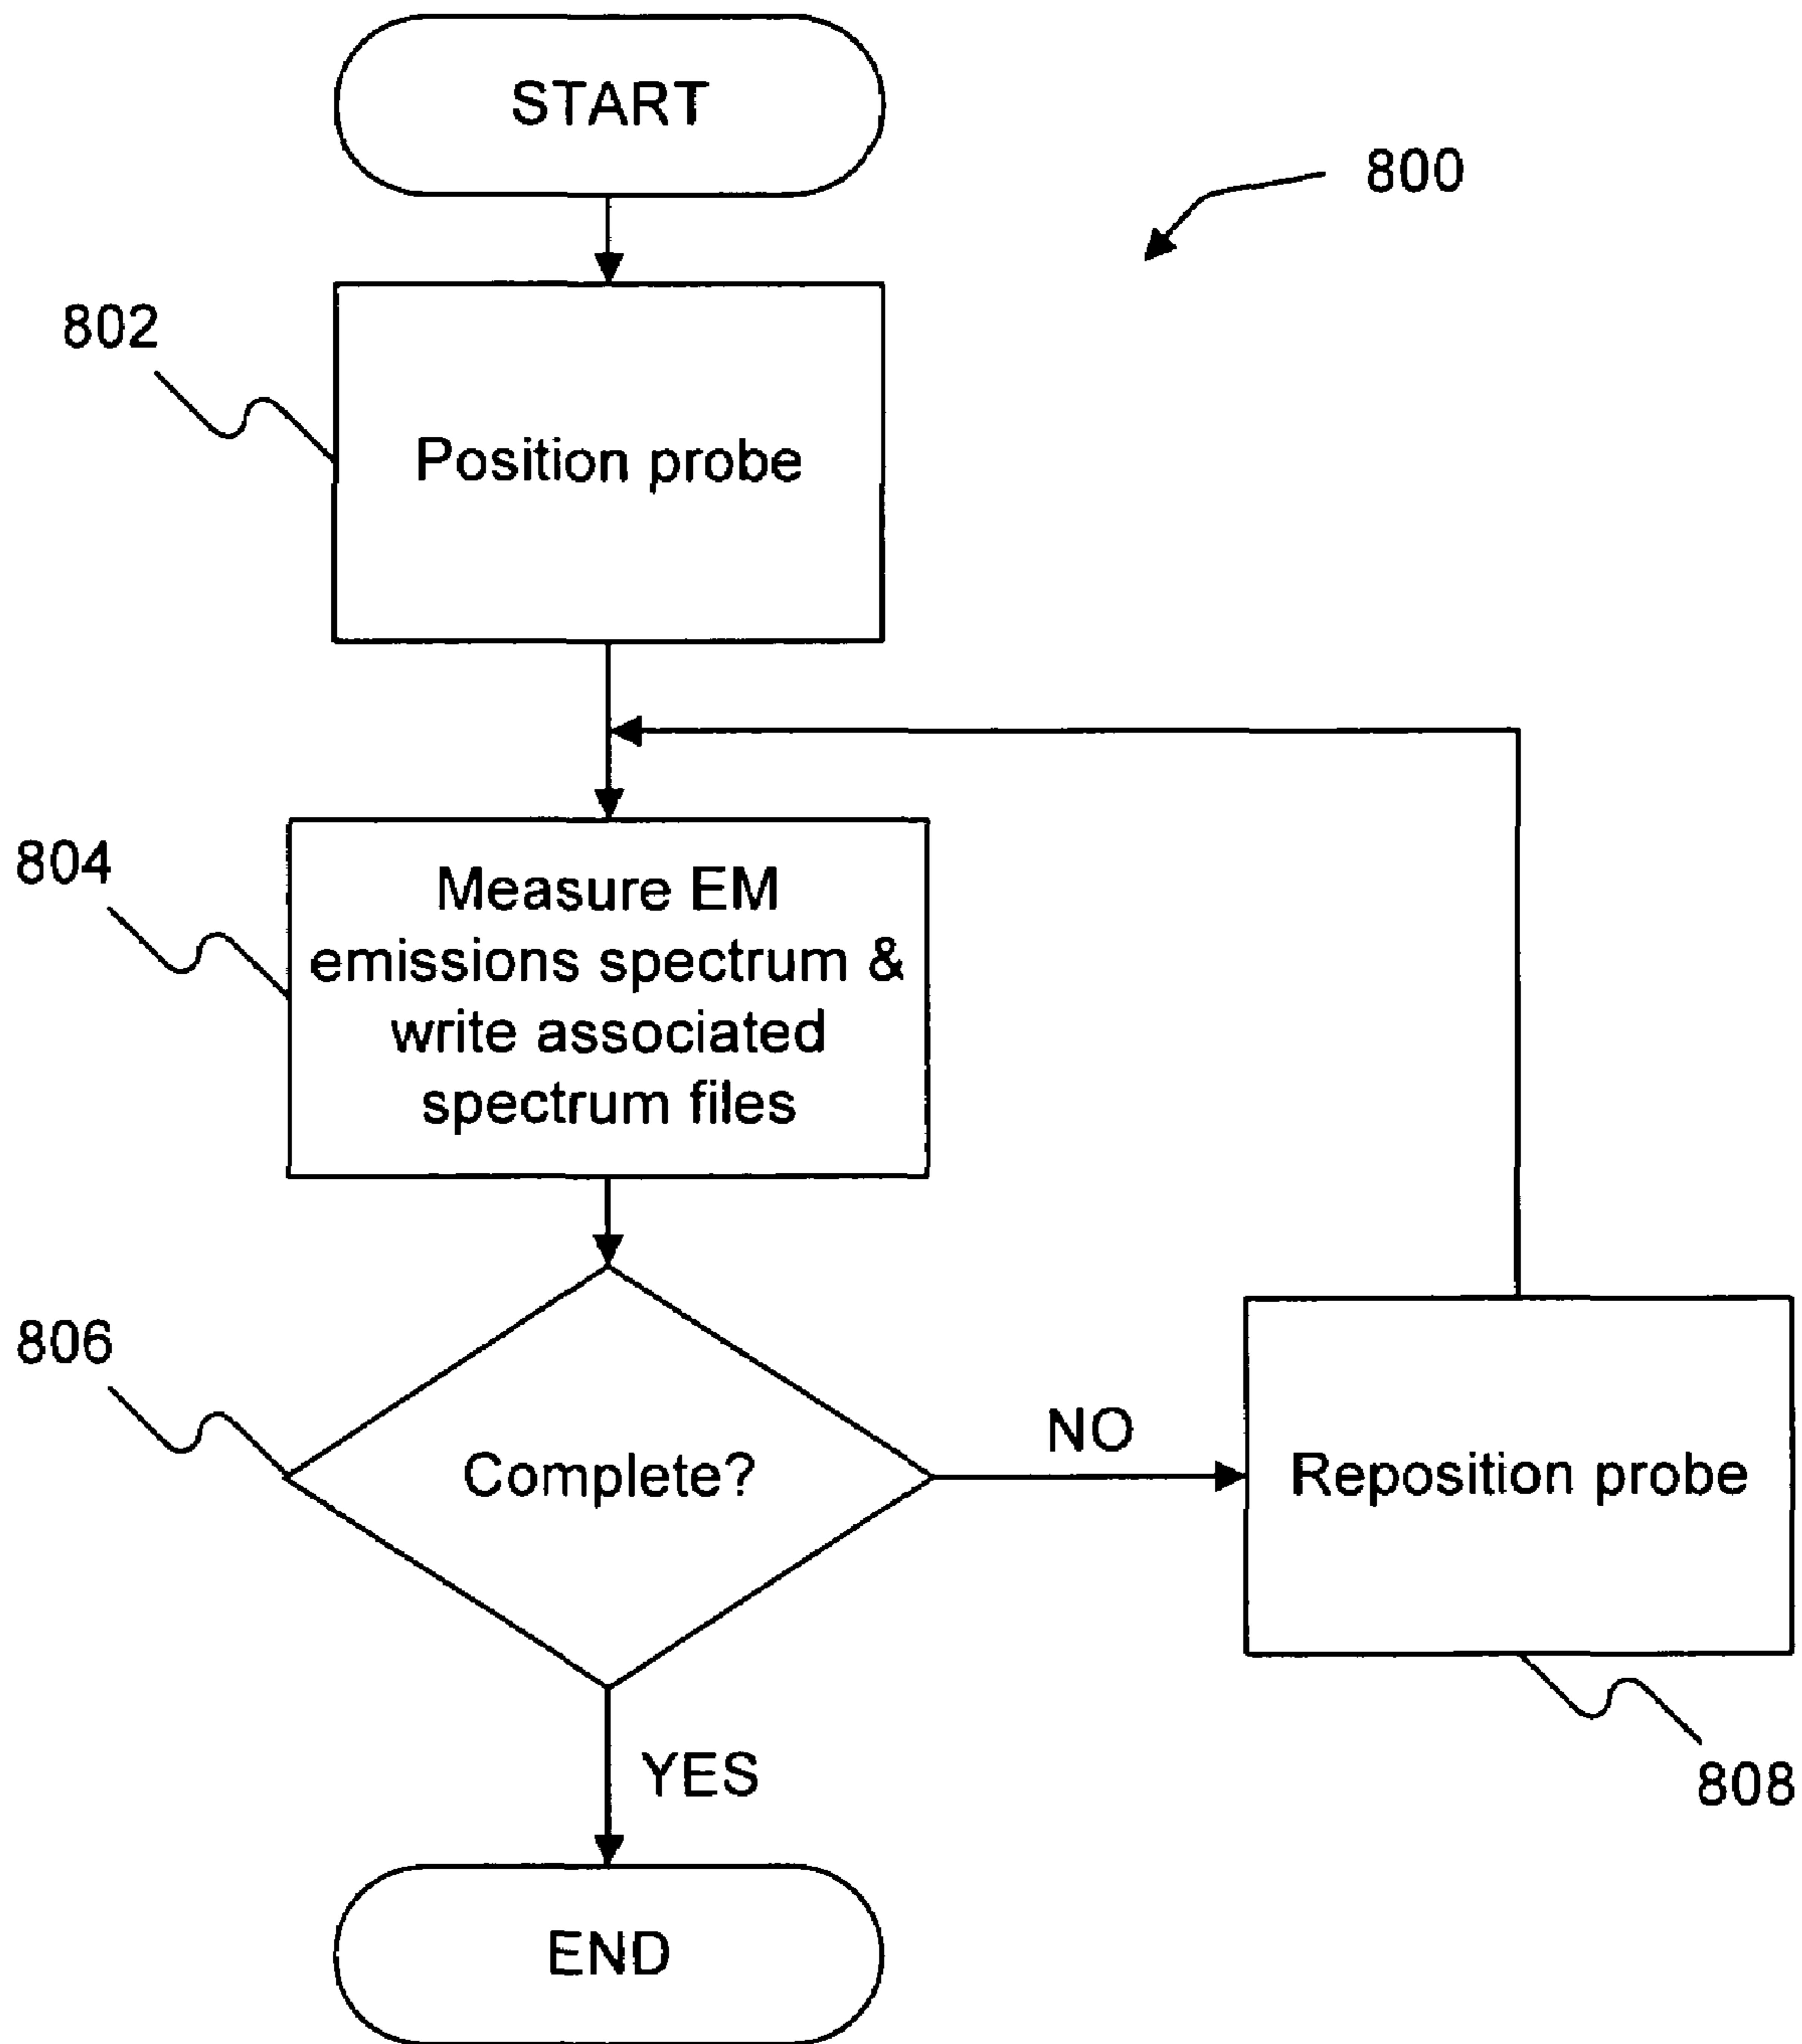 START
800
802
Position probe
804
Measure EM
emissions spectrum &
write associated
spectrum files
806
Complete?
NO
Reposition probe
YES
808
END